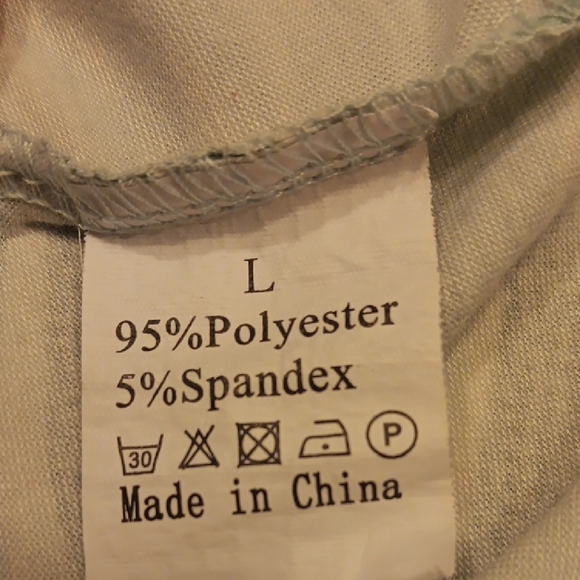 L
95%Polyester
5%Spandex
30 P
Made in China